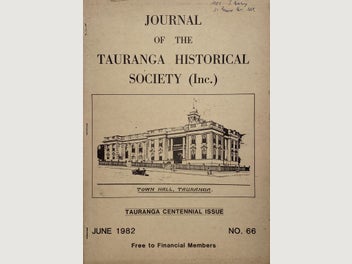 JOURNAL
OF THE
TAURANGA HISTORICAL
SOCIETY (Inc.)
TOWN HALL, TAURANGA.
TAURANGA CENTENNIAL ISSUE
JUNE 1982 NO. 66
Free to Financial Members